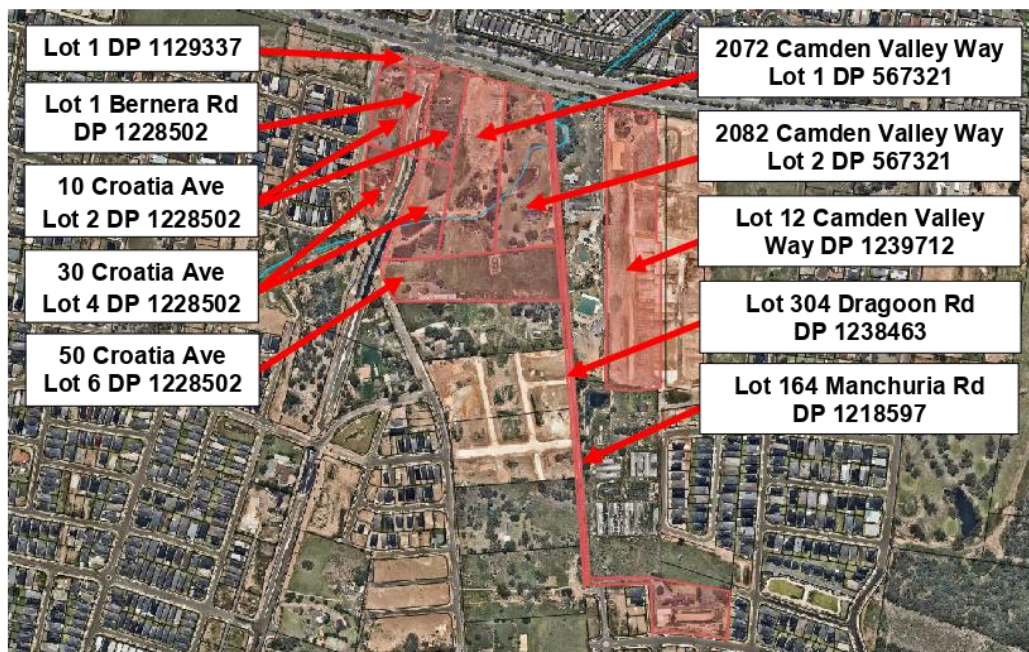 Lot 1 DP 1129337
Lot 1 Bernera Rd
DP 1228502
10 Croatia Ave
Lot 2 DP 1228502
30 Croatia Ave
Lot 4 DP 1228502
50 Croatia Ave
Lot 6 DP 1228502
2072 Camden Valley Way
Lot 1 DP 567321
2082 Camden Valley Way
Lot 2 DP 567321
Lot 12 Camden Valley
Way DP 1239712
Lot 304 Dragoon Rd
DP 1238463
Lot 164 Manchuria Rd
DP 1218597